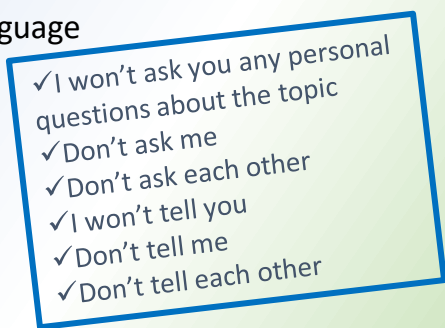 guage
✓I won't ask you any personal
questions about the topic
✓Don't ask me
✓Don't ask each other
✓I won't tell you
✓Don't tell me
✓Don't tell each other